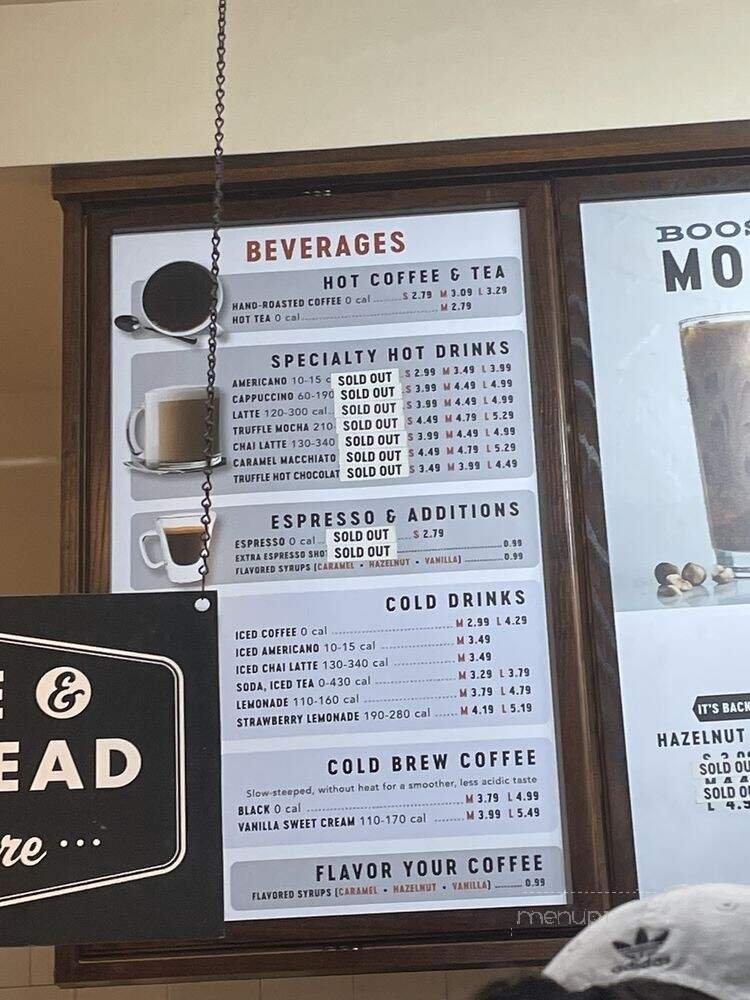 BEVERAGES
HOT COFFEE & TEA
HAND-ROASTED COFFEE 0 cal S 2.79 M 3.09 L 3.29
HOT TEA 0 cal M 2.79
SPECIALTY HOT DRINKS
AMERICANO 10-15 SOLD OUT S 2.99 M 3.49 L 3.99
CAPPUCCINO 60-190 SOLD OUT S 3.99 M 4.49 L 4.99
LATTE 120-300 cal SOLD OUT S 3.99 M 4.49 L 4.99
TRUFFLE MOCHA 210- SOLD OUT S 4.49 M 4.79 L 5.29
CHAI LATTE 130-340 SOLD OUT S 3.99 M 4.49 L 4.99
CARAMEL MACCHIATO SOLD OUT S 4.49 M 4.79 L 5.29
TRUFFLE HOT CHOCOLAT SOLD OUT S 3.49 M 3.99 L 4.49
ESPRESSO & ADDITIONS
ESPRESSO 0 cal SOLD OUT S 2.79
EXTRA ESPRESSO SHOT SOLD OUT 0.99
FLAVORED SYRUPS [CARAMEL • HAZELNUT • VANILLA] 0.99
COLD DRINKS
ICED COFFEE 0 cal M 2.99 L 4.29
ICED AMERICANO 10-15 cal M 3.49
ICED CHAI LATTE 130-340 cal M 3.49
SODA, ICED TEA 0-430 cal M 3.29 L 3.79
LEMONADE 110-160 cal M 3.79 L 4.79
STRAWBERRY LEMONADE 190-280 cal M 4.19 L 5.19
COLD BREW COFFEE
Slow-steeped, without heat for a smoother, less acidic taste
BLACK 0 cal M 3.79 L 4.99
VANILLA SWEET CREAM 110-170 cal M 3.99 L 5.49
FLAVOR YOUR COFFEE
FLAVORED SYRUPS [CARAMEL • HAZELNUT • VANILLA] 0.99
E &
EAD
re ...
BOOS
MO
IT'S BACK
HAZELNUT
SOLD OU
SOLD OU
L 4.9
menup
adidas